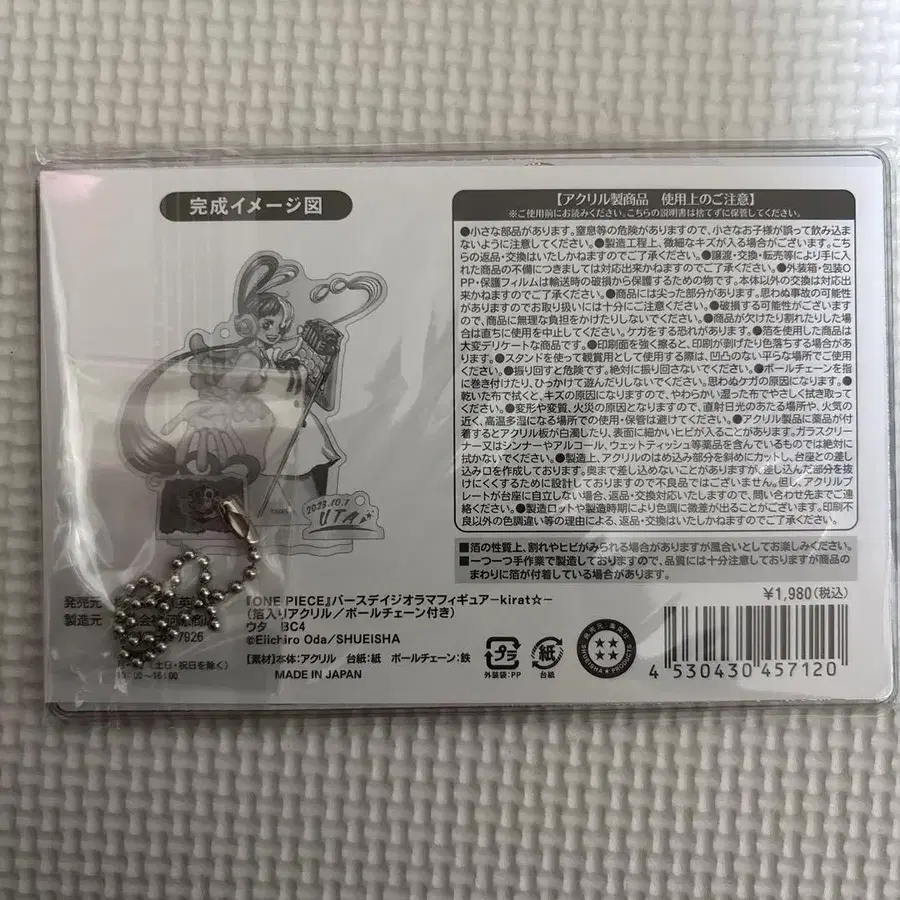 完成イメージ図
2023.10.1
UTA
【アクリル製商品 使用上のご注意】
※ご使用前にお読みください。こちらの説明書は捨てずに保管してください。
●小さな部品があります。窒息等の危険がありますので、小さなお子様が誤って飲み込ま
ないように注意してください。●製造工程上、微細なキズが入る場合がございます。こち
らの返品・交換はいたしかねますのでご了承ください。●譲渡・交換・転売等により手に入
れた商品の不備につきましては対応出来かねますのでご了承ください。●外装箱・包装O
PP・保護フィルムは輸送時の破損から保護するための物です。本体以外の交換は対応出
来かねますのでご了承ください。●商品には尖った部分があります。思わぬ事故の可能性
がありますのでお取り扱いには十分にご注意ください。●破損する可能性がございます
ので、商品に無理な負担をかけたりしないでください。●商品が欠けたり割れたりした場
合は直ちに使用を中止してください。ケガをする恐れがあります。●箔を使用した商品は
大変デリケートな商品です。●印刷面を強く擦ると、印刷が剥げたり色落ちする場合があ
ります。●スタンドを使って観賞用として使用する際は、凹凸のない平らな場所でご使用
ください。●振り回すと危険です。絶対に振り回さないでください。●ボールチェーンを指
に巻き付けたり、ひっかけて遊んだりしないでください。思わぬケガの原因になります。●
乾いた布で拭くと、キズの原因になりますので、やわらかい湿った布でやさしく拭き取って
ください。●変形や変質、火災の原因となりますので、直射日光のあたる場所や、火気の
近く、高温多湿になる場所での使用・保管は避けてください。●アクリル製品に薬品が付
着するとアクリル板が白濁したり、表面に細かいヒビが入ることがあります。ガラスクリー
ナー又はシンナーやアルコール、ウェットティッシュ等薬品を含んでいるものでは絶対に
拭かないでください。●製造上、アクリルのはめ込み部分を斜めにカットし、台座との差し
込み口を作成しております。奥まで差し込めないことがありますが、差し込んだ部分を抜
けにくくするために設計しておりますので不良品ではございません。但し、アクリルプ
レートが台座に自立しない場合、返品・交換対応いたしますので、問い合わせ先までご連
絡ください。●製造ロットや製造時期により色調に微差が出ることがございます。印刷不
良以外の色調違い等の理由による、返品・交換はいたしかねますのでご了承ください。
■箔の性質上、割れやヒビがみられる場合がありますが風合いとしてお楽しみください。
■一つ一つ手作業で製造しておりますので、品質には十分注意しておりますが商品の
まわりに箔が付着している場合があります。
発売元
製造元
7926
(土日・祝日を除く)
～16:00
『ONE PIECE』バースデイジオラマフィギュア-kirat☆-
(箔入りアクリル/ボールチェーン付き)
ウタ BC4
©Eiichiro Oda/SHUEISHA
【素材】本体:アクリル 台紙:紙 ボールチェーン:鉄
MADE IN JAPAN
プラ
外装袋:PP
紙
台紙
SHUEISHA PRODUCTS
¥1,980(税込)
4 530430 457120